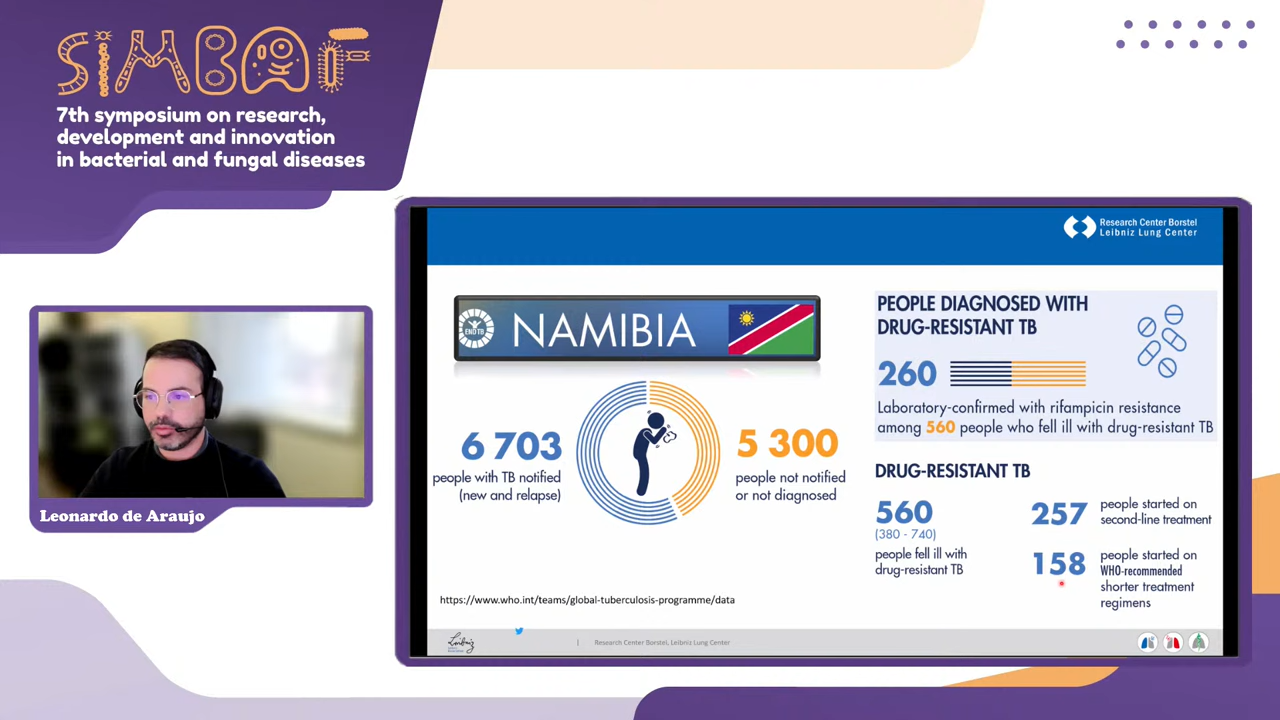 SIMBAF
7th symposium on research,
development and innovation
in bacterial and fungal diseases
Leonardo de Araujo
Research Center Borstel
Leibniz Lung Center
END TB
NAMIBIA
6 703
people with TB notified
(new and relapse)
5 300
people not notified
or not diagnosed
https://www.who.int/teams/global-tuberculosis-programme/data
PEOPLE DIAGNOSED WITH
DRUG-RESISTANT TB
260
Laboratory-confirmed with rifampicin resistance
among 560 people who fell ill with drug-resistant TB
DRUG-RESISTANT TB
560
(380 - 740)
people fell ill with
drug-resistant TB
257
people started on
second-line treatment
158
people started on
WHO-recommended
shorter treatment
regimens
Leibniz
| Research Center Borstel, Leibniz Lung Center